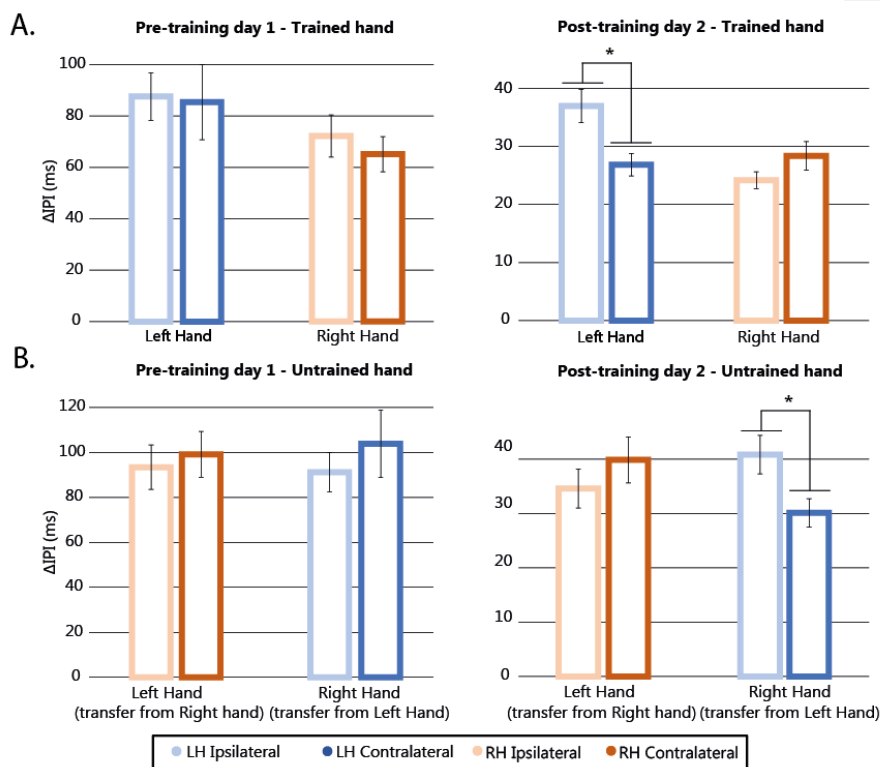 A.
Pre-training day 1 - Trained hand
ΔIPI (ms)
100
80
60
40
20
0
Left Hand
Right Hand
Post-training day 2 - Trained hand
*
40
30
20
10
0
Left Hand
Right Hand
B.
Pre-training day 1 - Untrained hand
ΔIPI (ms)
120
100
80
60
40
20
0
Left Hand
(transfer from Right hand)
Right Hand
(transfer from Left Hand)
Post-training day 2 - Untrained hand
*
40
30
20
10
0
Left Hand
(transfer from Right hand)
Right Hand
(transfer from Left Hand)
LH Ipsilateral
LH Contralateral
RH Ipsilateral
RH Contralateral